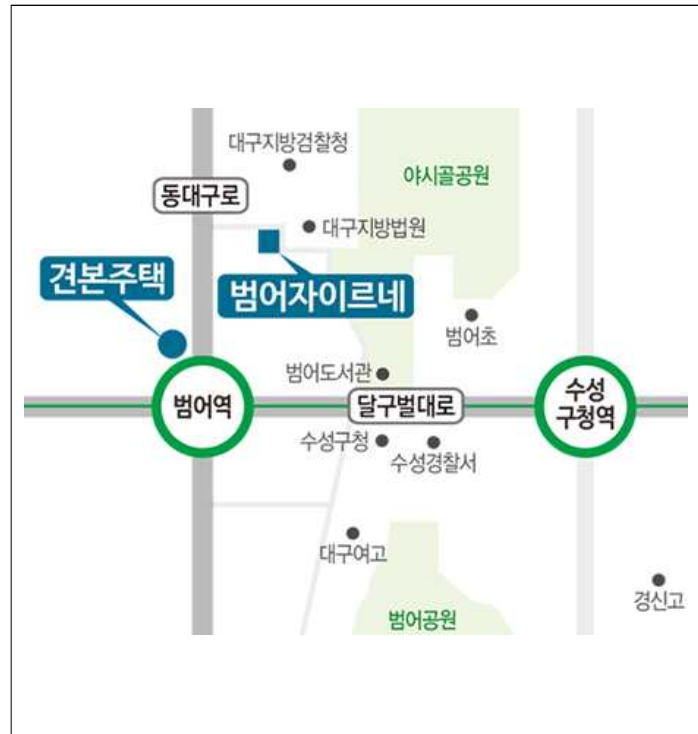 대구지방검찰청
야시골공원
동대구로
대구지방법원
견본주택
범어자이르네
범어초
범어도서관
범어역
달구벌대로
수성
구청역
수성구청
수성경찰서
대구여고
경신고
범어공원